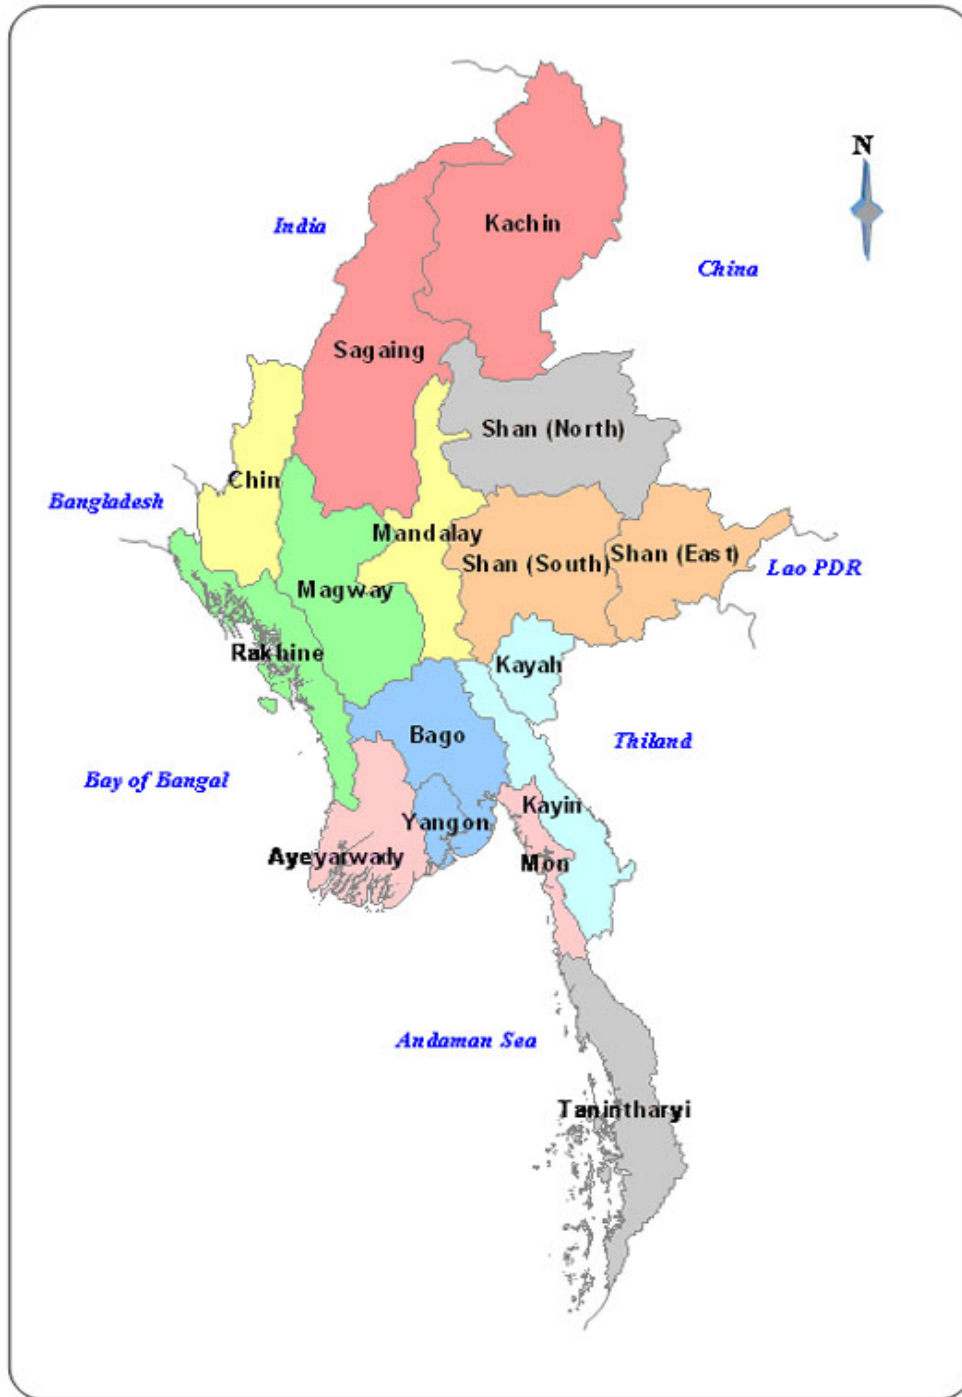 N
India
Kachin
China
Sagaing
Shan (North)
Chin
Bangladesh
Mandalay
Shan (South)
Shan (East)
Lao PDR
Magway
Rakhine
Kayah
Bago
Thiland
Bay of Bangal
Kayin
Yangon
Ayeyarwady
Mon
Andaman Sea
Tanintharyi